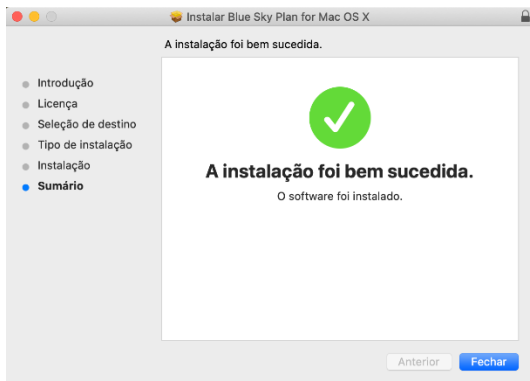 Instalar Blue Sky Plan for Mac OS X
A instalação foi bem sucedida.
Introdução
Licença
Seleção de destino
Tipo de instalação
Instalação
Sumário
A instalação foi bem sucedida.
O software foi instalado.
Anterior
Fechar